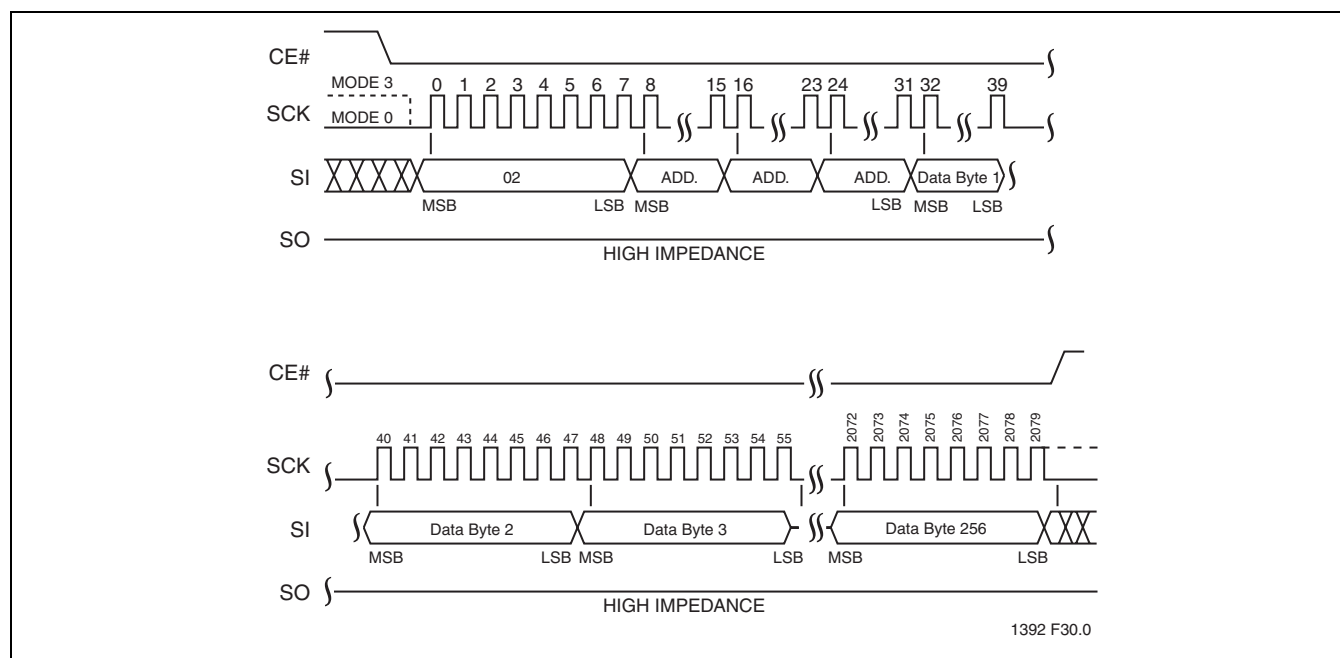 CE#
MODE 3
0 1 2 3 4 5 6 7 8 15 16 23 24 31 32 39
SCK
MODE 0
SI
02
ADD.
ADD.
ADD.
Data Byte 1
MSB LSB MSB LSB MSB LSB
SO
HIGH IMPEDANCE
CE#
40 41 42 43 44 45 46 47 48 49 50 51 52 53 54 55 2072 2073 2074 2075 2076 2077 2078 2079
SCK
SI
Data Byte 2
Data Byte 3
Data Byte 256
MSB LSB MSB LSB MSB LSB
SO
HIGH IMPEDANCE
1392 F30.0